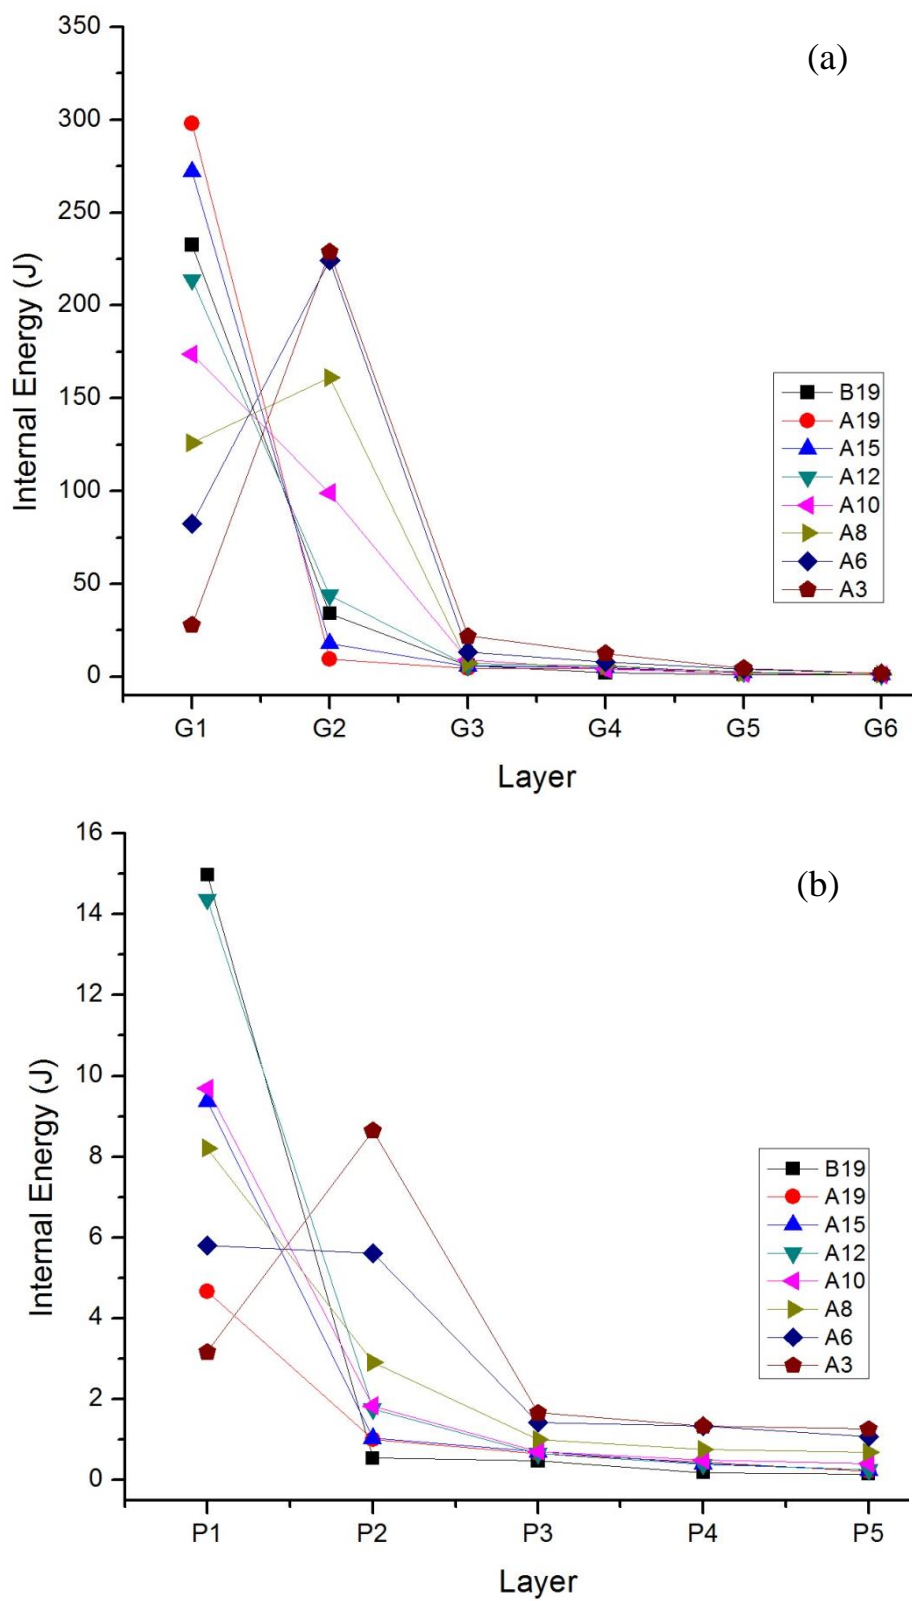 (a)
350
300
250
200
150
100
50
0
Internal Energy (J)
B19
A19
A15
A12
A10
A8
A6
A3
G1 G2 G3 G4 G5 G6
Layer
(b)
16
14
12
10
8
6
4
2
0
Internal Energy (J)
B19
A19
A15
A12
A10
A8
A6
A3
P1 P2 P3 P4 P5
Layer